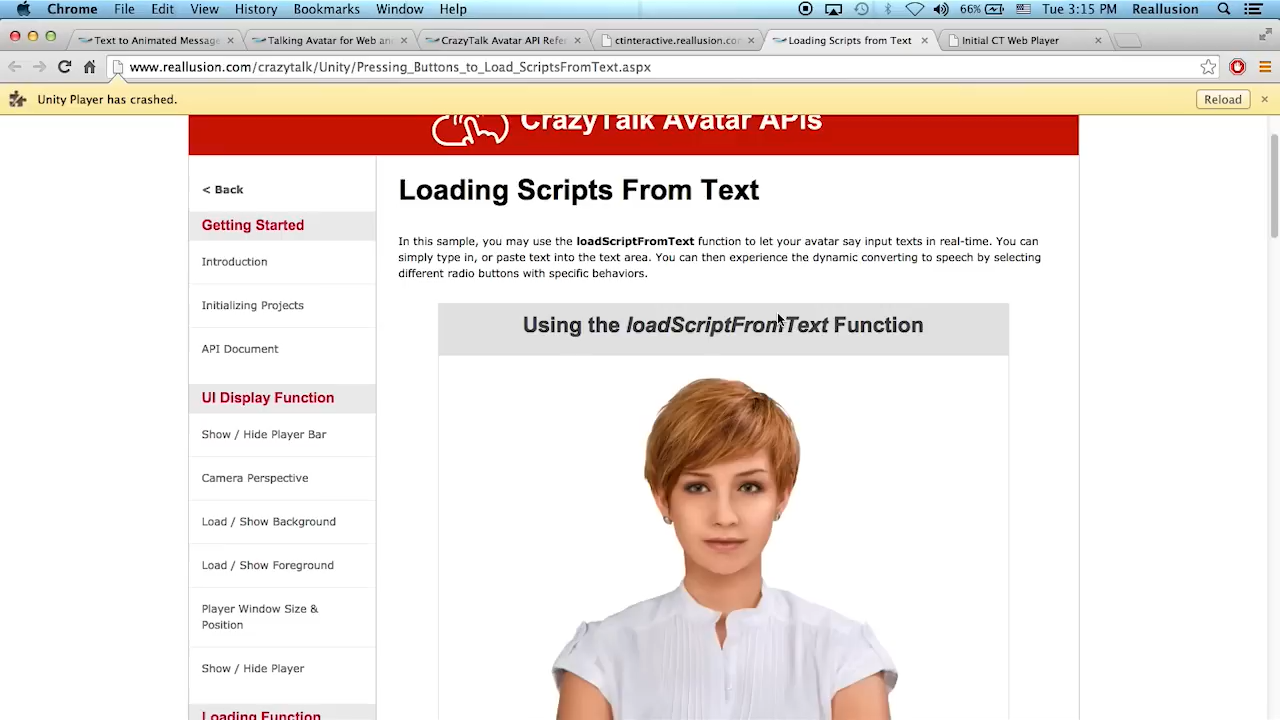 Chrome File Edit View History Bookmarks Window Help 66% Tue 3:15 PM Reallusion
Text to Animated Message Talking Avatar for Web an CrazyTalk Avatar API Refe ctinteractive.reallusion.com Loading Scripts from Text Initial CT Web Player
www.reallusion.com/crazytalk/Unity/Pressing_Buttons_to_Load_ScriptsFromText.aspx
Unity Player has crashed. Reload
CrazyTalk Avatar APIs
< Back
Getting Started
Introduction
Initializing Projects
API Document
UI Display Function
Show / Hide Player Bar
Camera Perspective
Load / Show Background
Load / Show Foreground
Player Window Size &
Position
Show / Hide Player
Loading Function
Loading Scripts From Text
In this sample, you may use the loadScriptFromText function to let your avatar say input texts in real-time. You can
simply type in, or paste text into the text area. You can then experience the dynamic converting to speech by selecting
different radio buttons with specific behaviors.
Using the loadScriptFromText Function